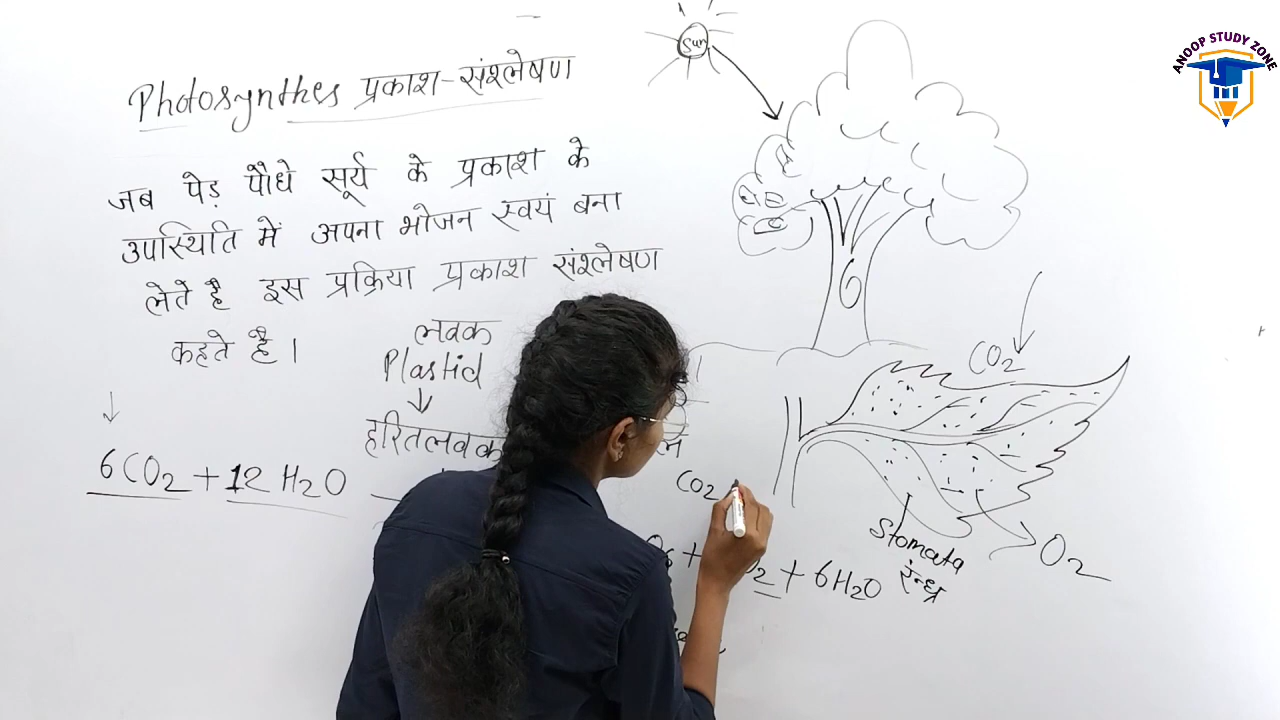 Photosynthes प्रकाश-संश्लेषण
जब पेड़ पौधे सूर्य के प्रकाश के
उपस्थिति में अपना भोजन स्वयं बना
लेते है इस प्रक्रिया प्रकाश संश्लेषण
कहते है ।
लवक
Plastid
हरितलवक
6CO2 + 12 H2O
CO2
+ 6H2O
Sun
CO2
Stomata
रंन्ध्र
O2
ANOOP STUDY ZONE